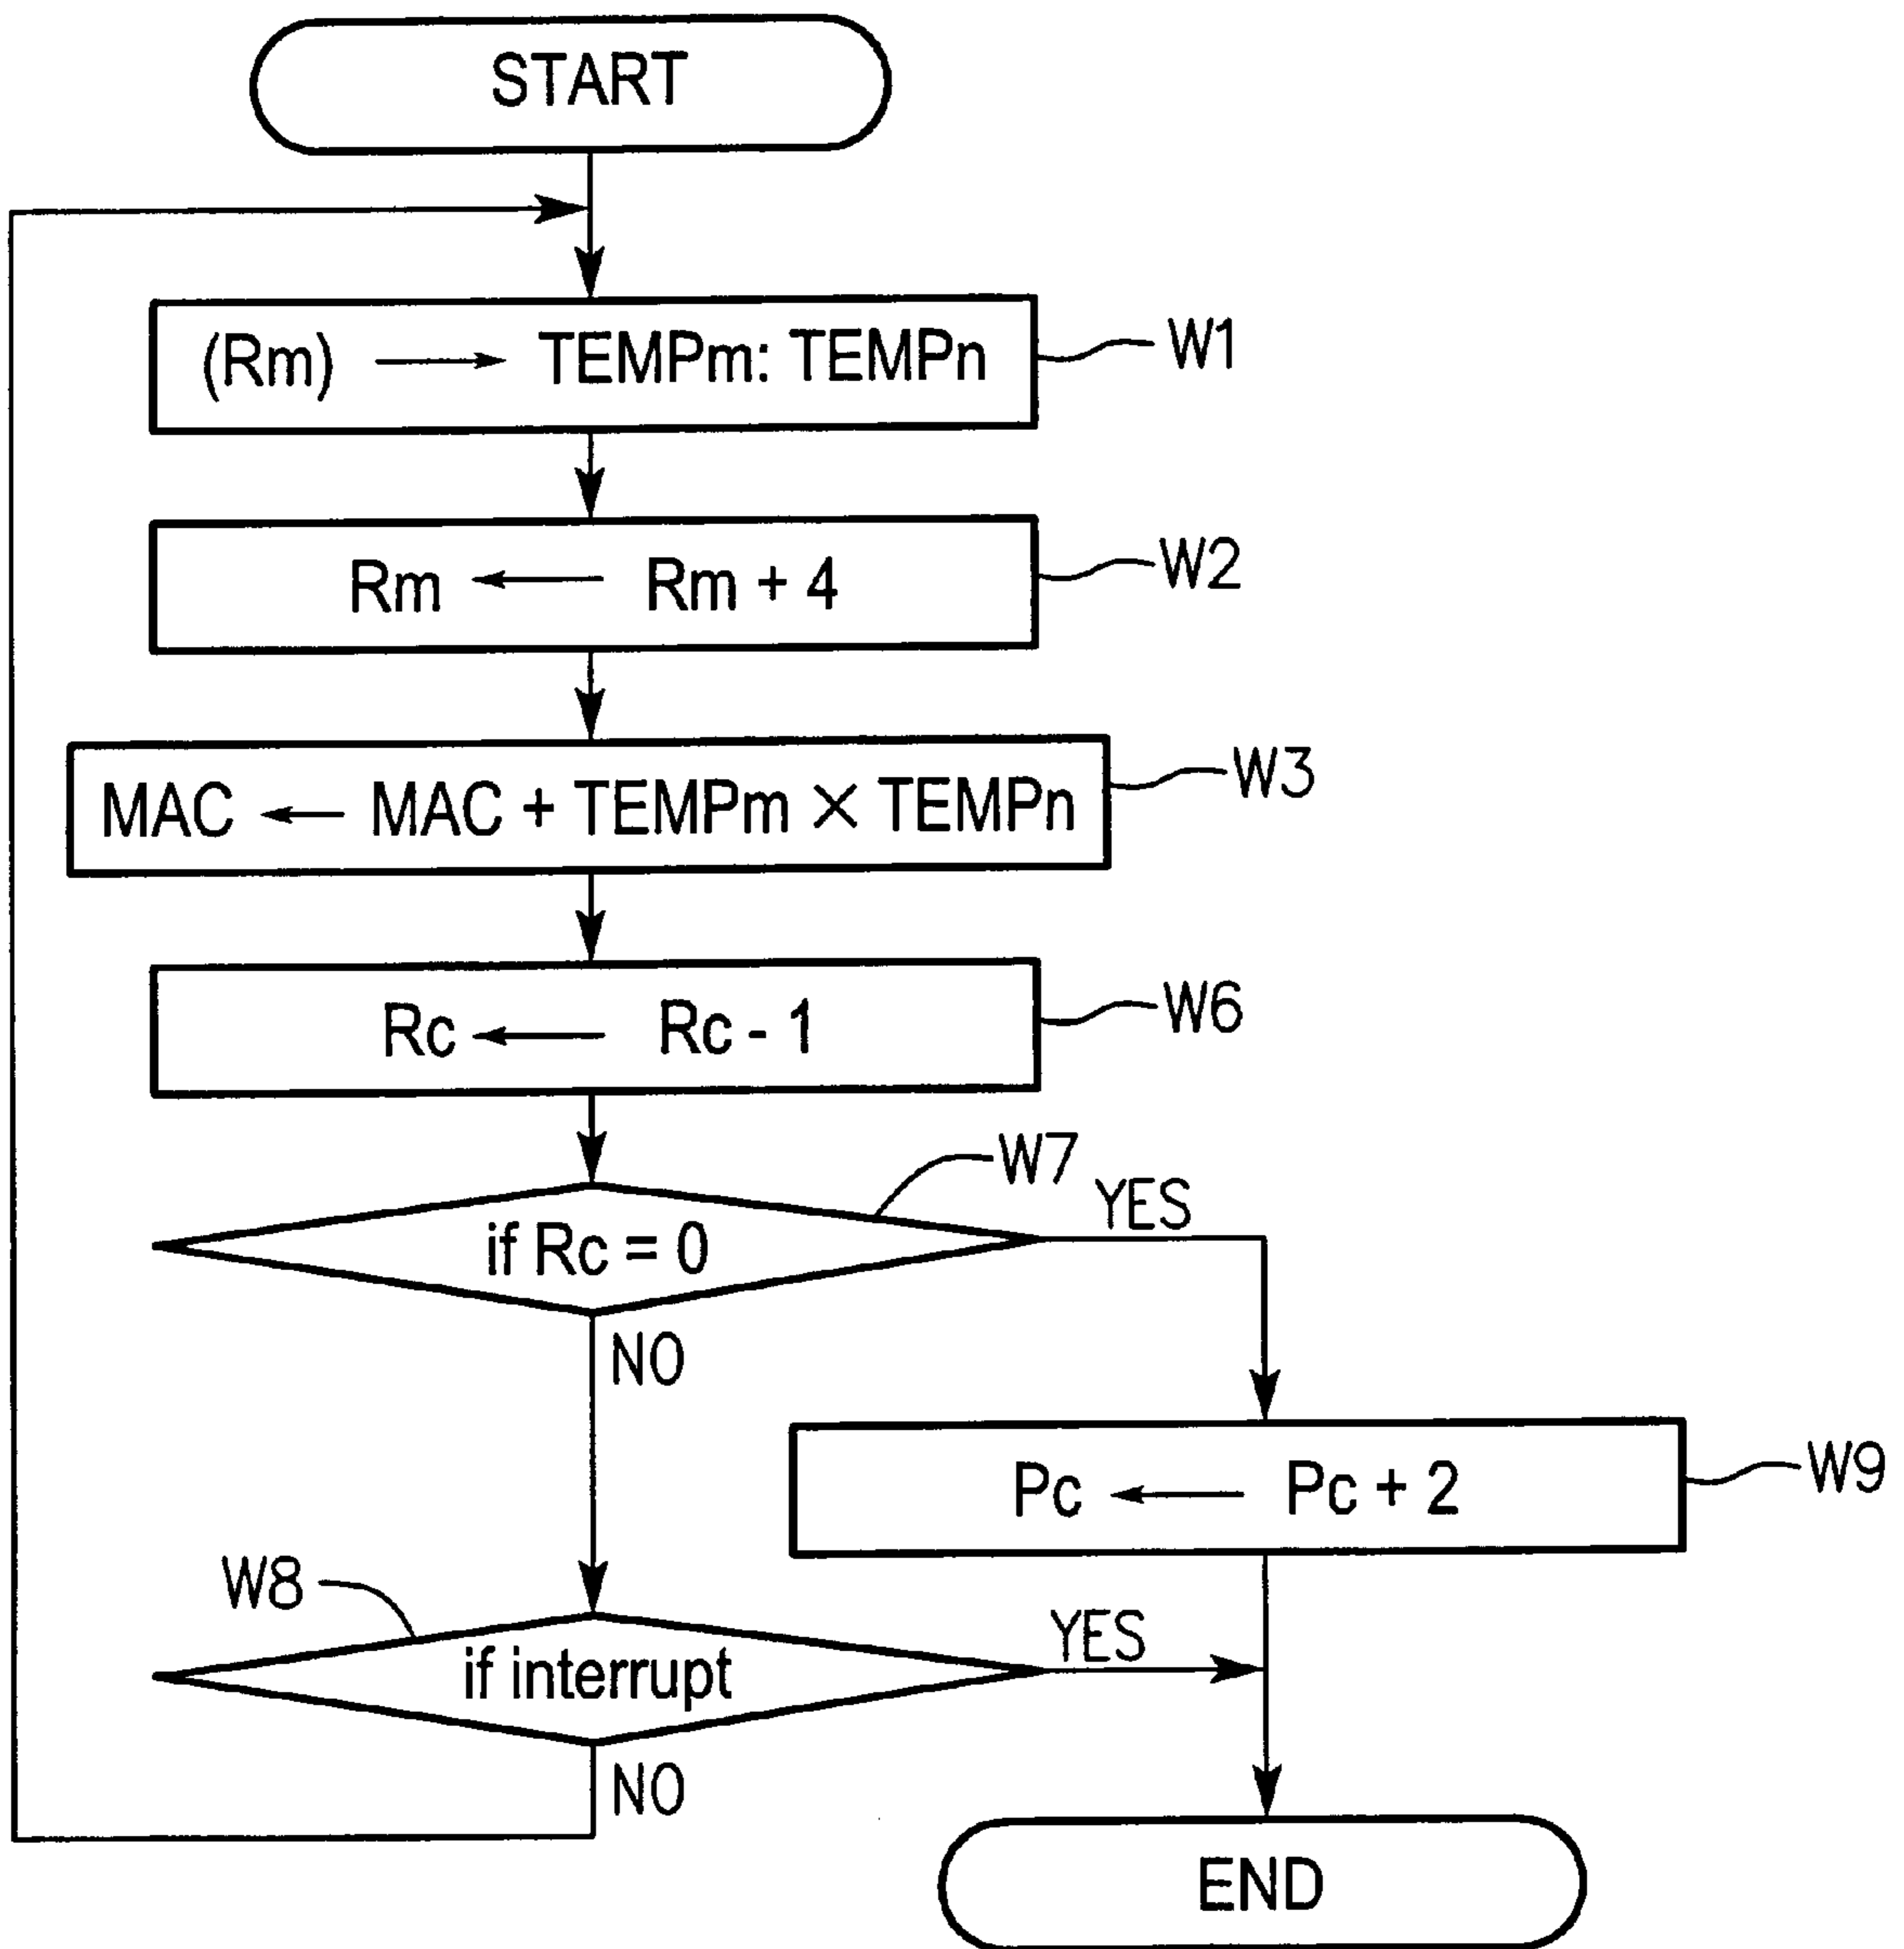 START
(Rm) → TEMPm: TEMPn
W1
Rm ← Rm + 4
W2
MAC ← MAC + TEMPm × TEMPn
W3
Rc ← Rc - 1
W6
W7
if Rc = 0
YES
NO
Pc ← Pc + 2
W9
W8
if interrupt
YES
NO
END